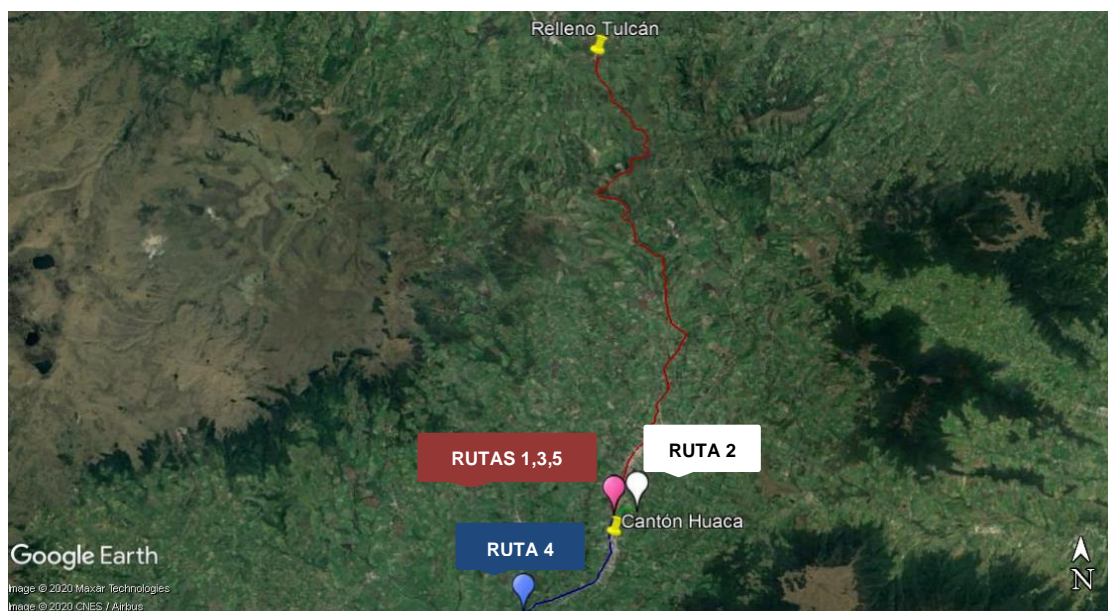 Relleno Tulcán
RUTAS 1,3,5
RUTA 2
Cantón Huaca
RUTA 4
Google Earth
Image © 2020 Maxar Technologies
Image © 2020 CNES / Airbus
N